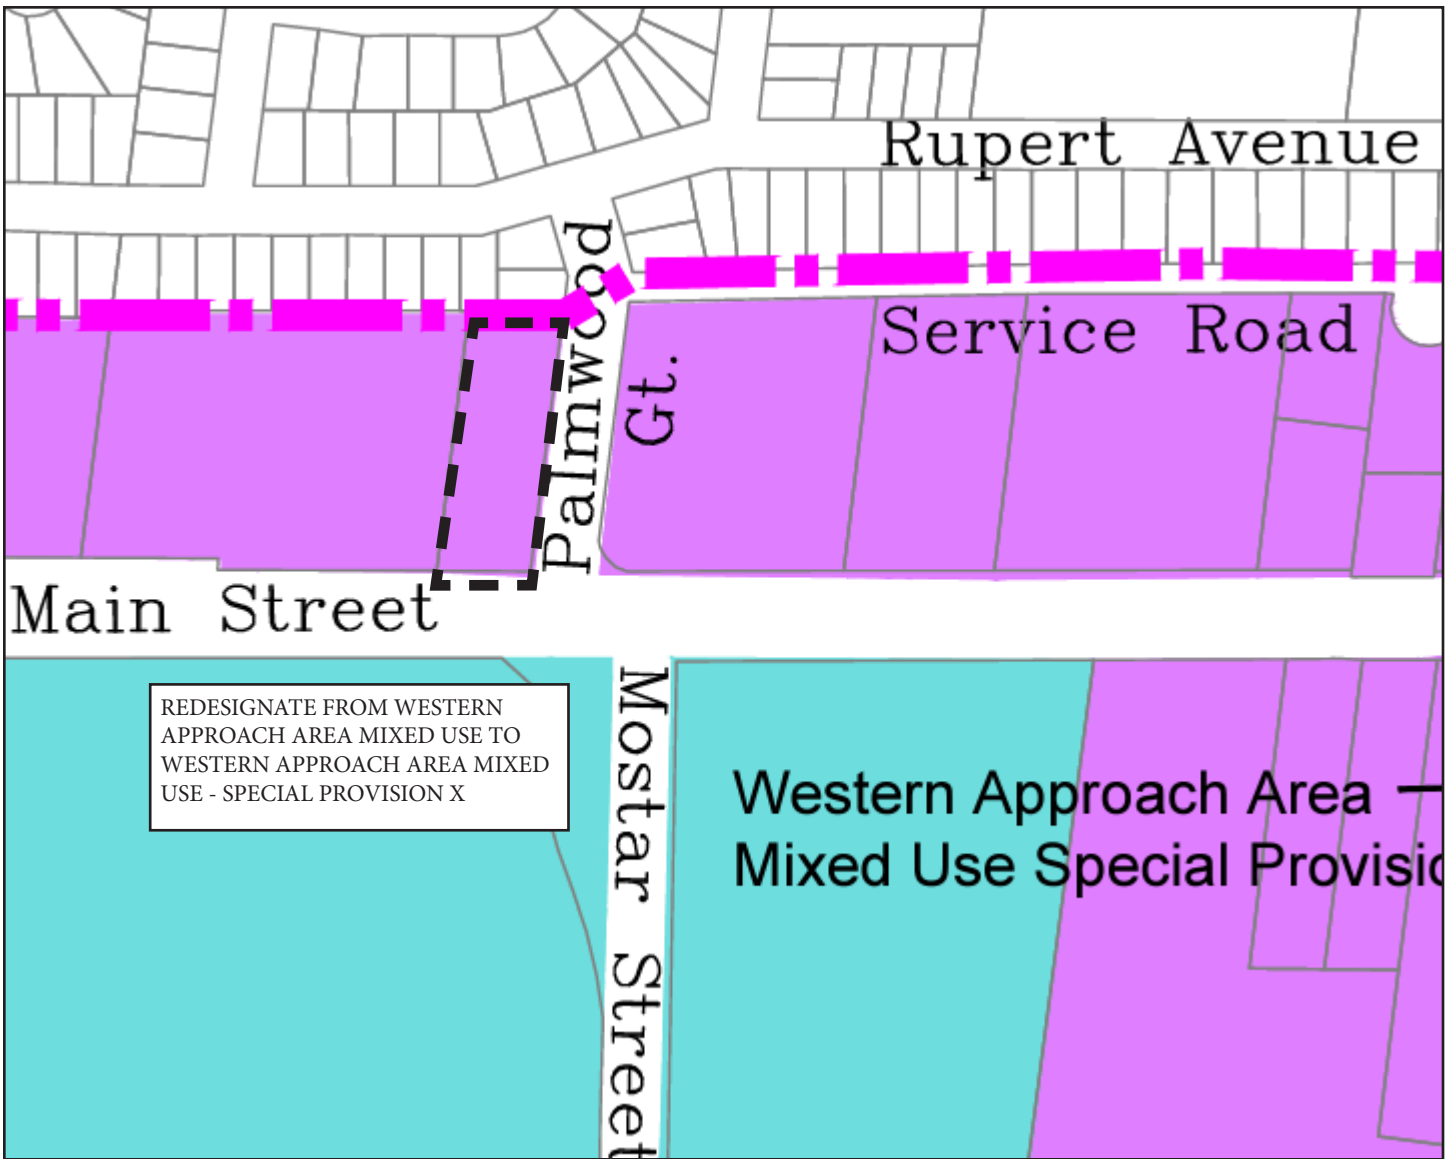 Rupert Avenue
Service Road
Palmwood
Gt.
Main Street
REDESIGNATE FROM WESTERN
APPROACH AREA MIXED USE TO
WESTERN APPROACH AREA MIXED
USE - SPECIAL PROVISION X
Mostar Street
Western Approach Area
Mixed Use Special